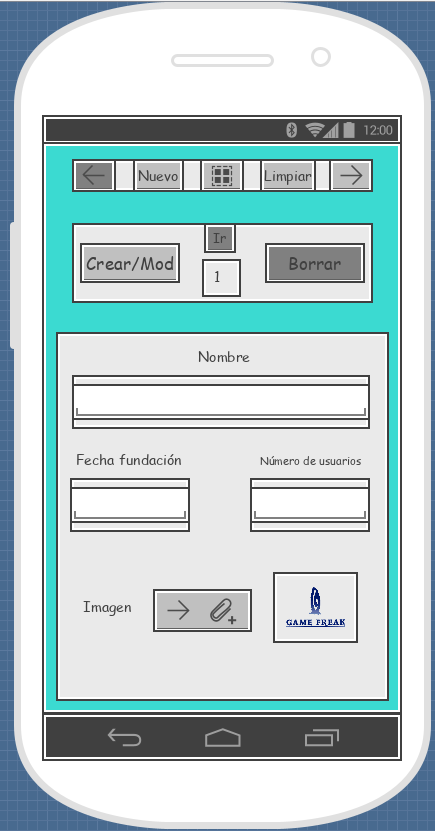 12:00
Nuevo
Limpiar
Ir
Crear/Mod
1
Borrar
Nombre
Fecha fundación
Número de usuarios
Imagen
GAME FREAK